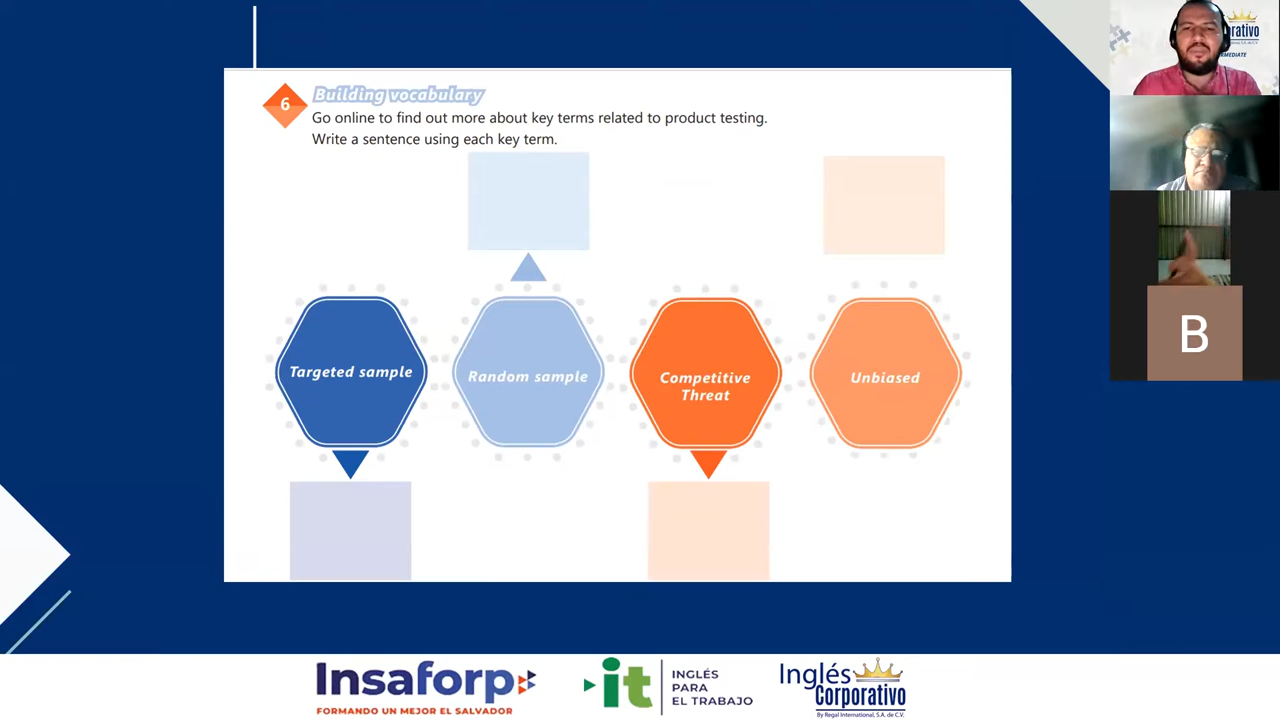 6
Building vocabulary
Go online to find out more about key terms related to product testing.
Write a sentence using each key term.
Targeted sample
Random sample
Competitive
Threat
Unbiased
B
Insaforp
FORMANDO UN MEJOR EL SALVADOR
it
INGLÉS
PARA
EL TRABAJO
Inglés
Corporativo
By Regal International, S.A. de C.V.